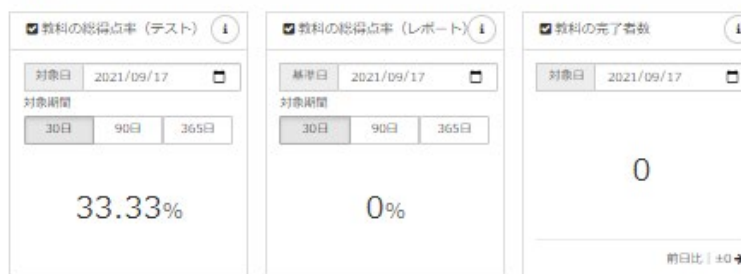 教科の総得点率（テスト） i
対象日 2021/09/17
対象期間
30日 90日 365日
33.33%
教科の総得点率（レポート） i
基準日 2021/09/17
対象期間
30日 90日 365日
0%
教科の完了者数 i
対象日 2021/09/17
0
前日比 | ±0 →